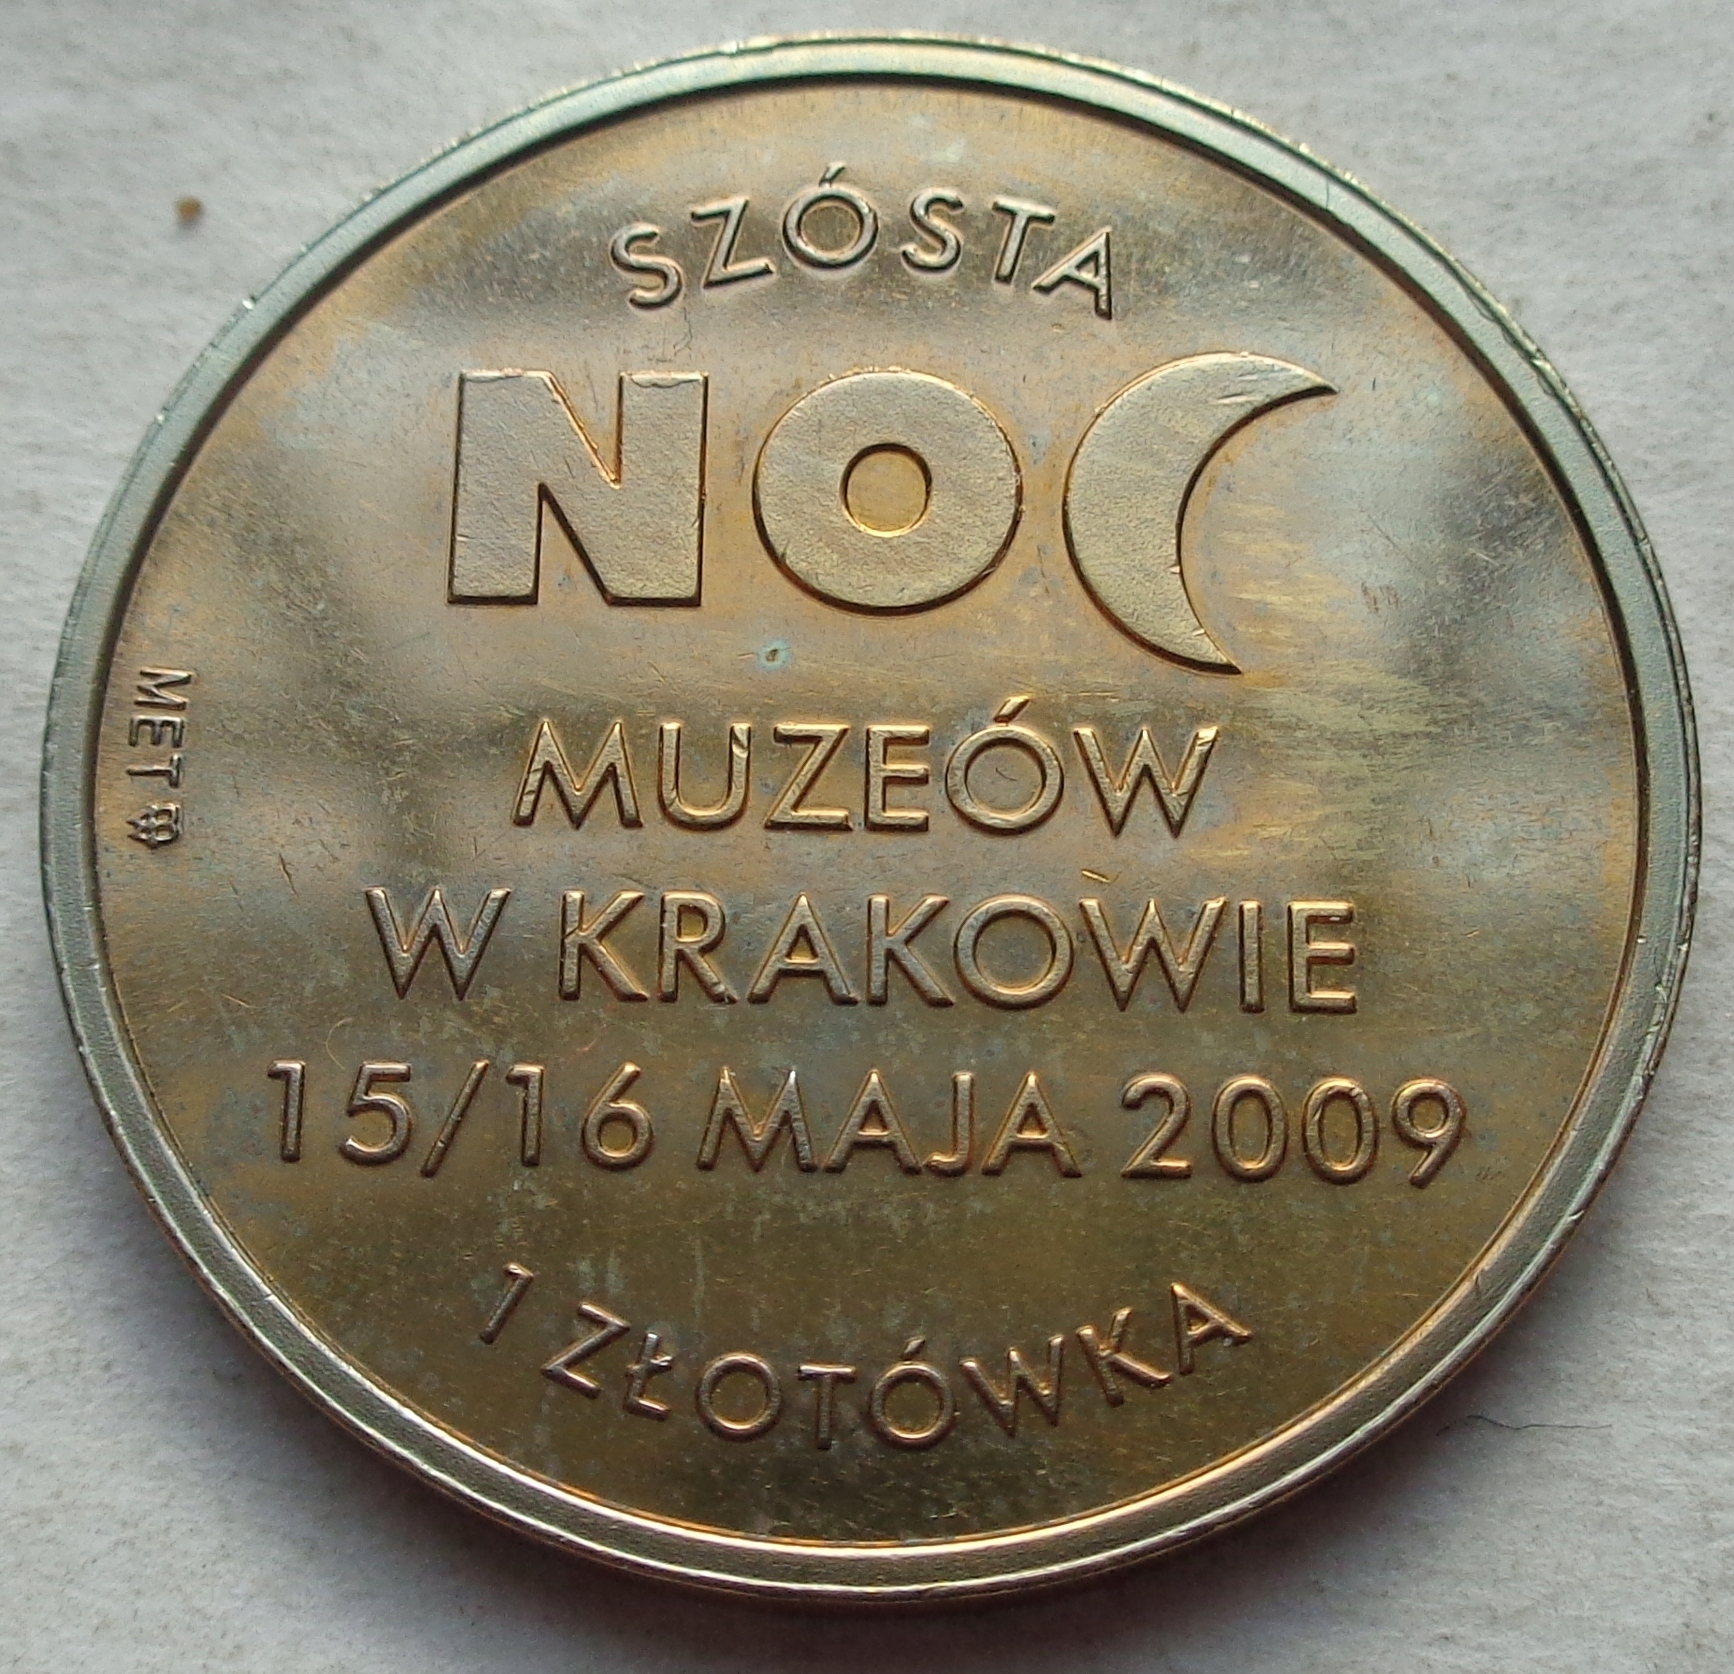 SZÓSTA
NOC
MUZEÓW
W KRAKOWIE
15/16 MAJA 2009
1 ZŁOTÓWKA
MET